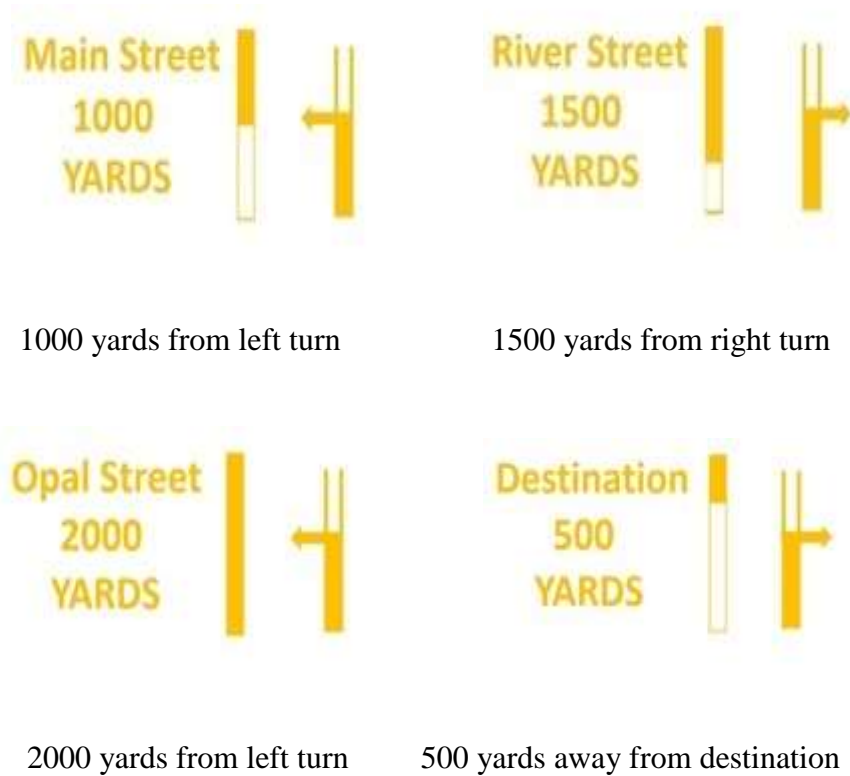 Main Street
1000
YARDS
River Street
1500
YARDS
1000 yards from left turn
1500 yards from right turn
Opal Street
2000
YARDS
Destination
500
YARDS
2000 yards from left turn
500 yards away from destination